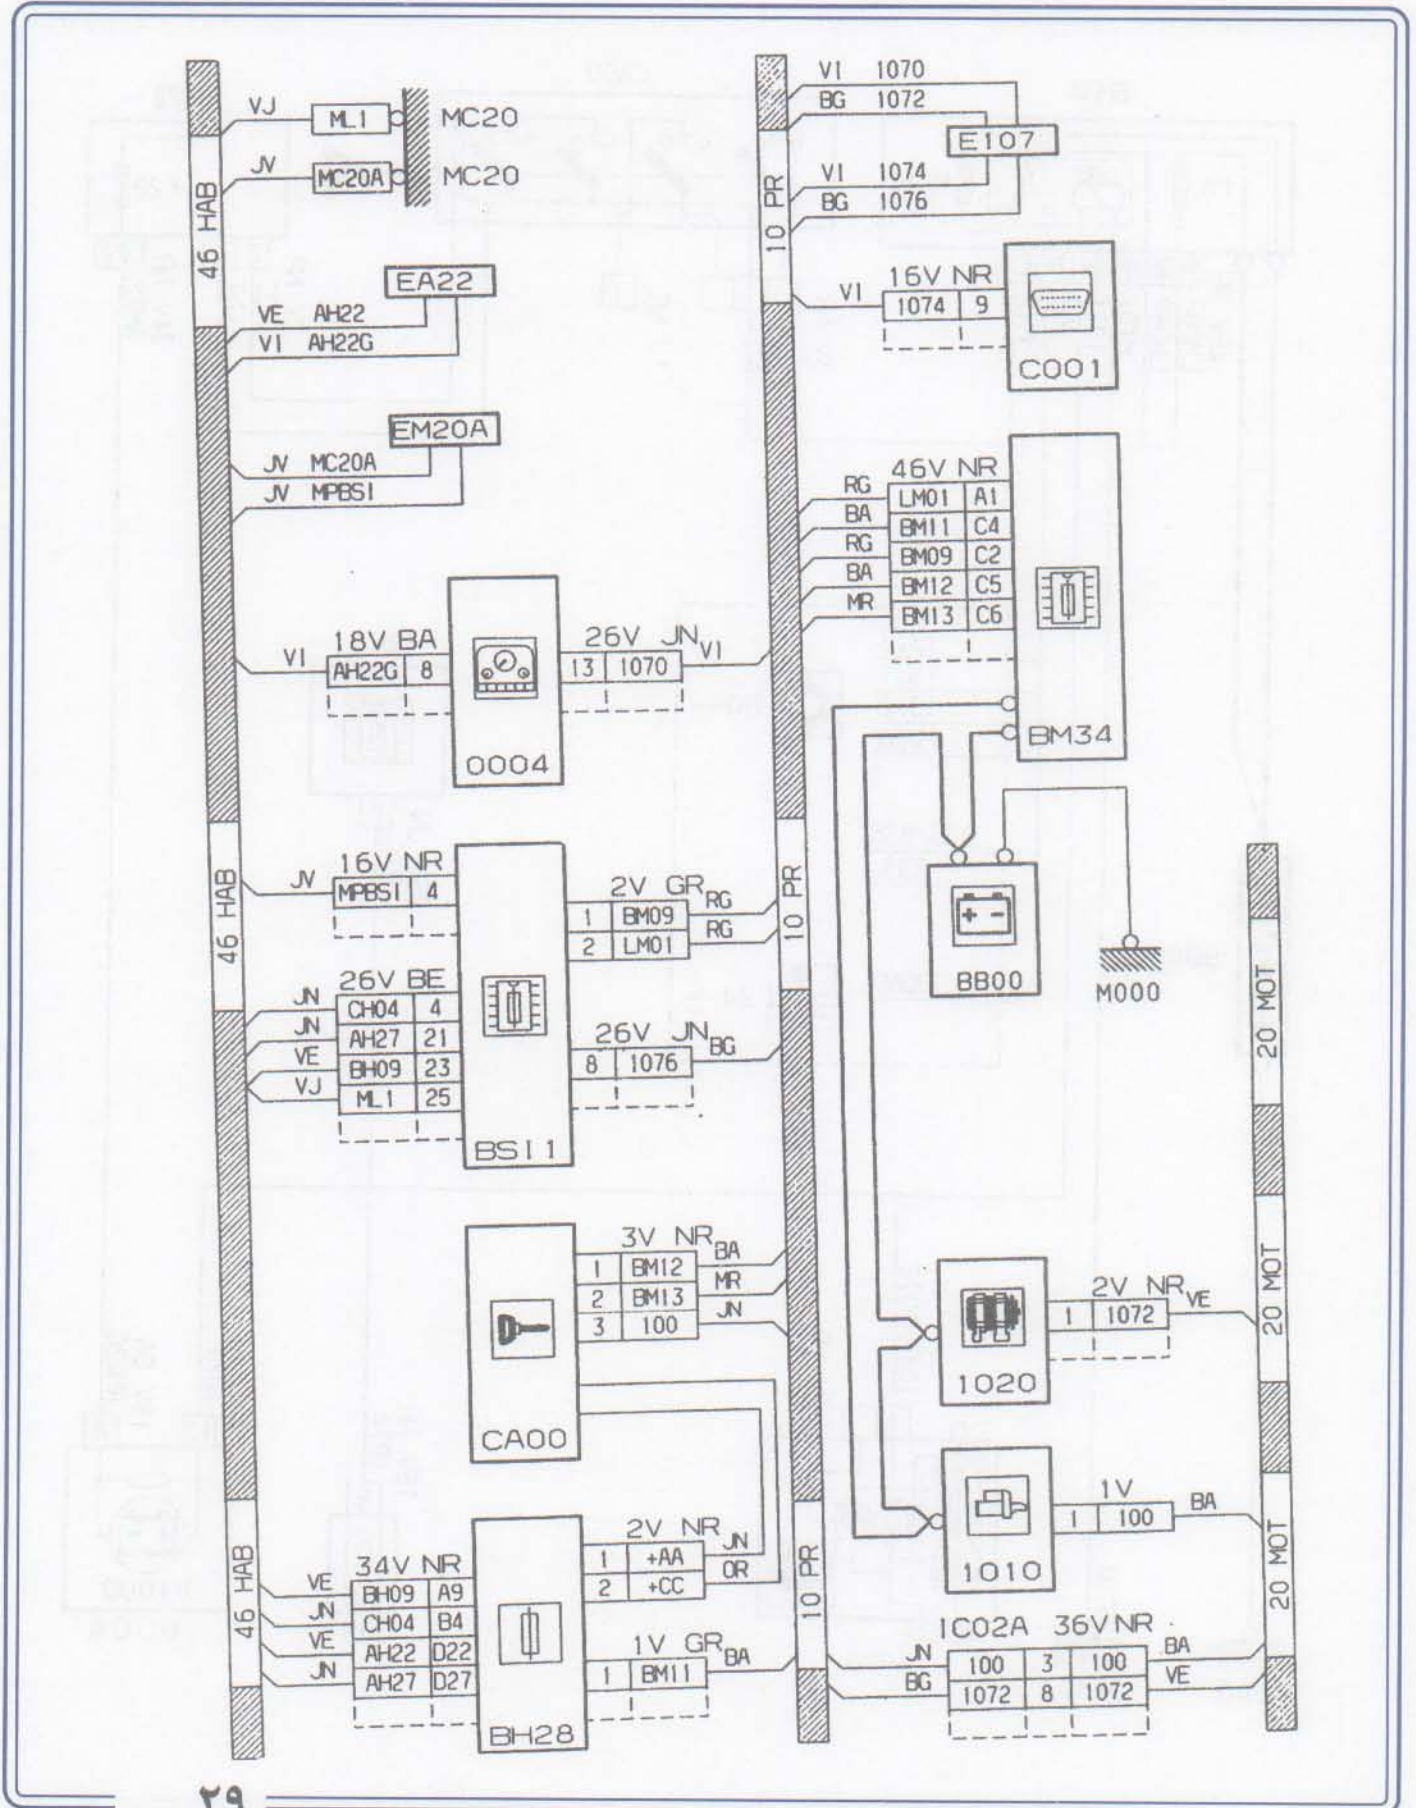 VJ ML1 MC20
JV MC20A MC20
46 HAB
EA22
VE AH22
VI AH22G
EM20A
JV MC20A
JV MPBSI
18V BA
VI AH22G 8
0004
26V JN
13 1070 VI
46 HAB
16V NR
JV MPBSI 4
26V BE
JN CH04 4
JN AH27 21
VE BH09 23
VJ ML1 25
BSI1
2V GR
1 BM09 RG
2 LM01 RG
26V JN
8 1076 BG
CA00
3V NR
1 BM12 BA
2 BM13 MR
3 100 JN
46 HAB
34V NR
VE BH09 A9
JN CH04 B4
VE AH22 D22
JN AH27 D27
BH28
2V NR
1 +AA JN
2 +CC OR
1V GR
1 BM11 BA
10 PR
VI 1070
BG 1072
E107
VI 1074
BG 1076
16V NR
VI 1074 9
C001
46V NR
RG LM01 A1
BA BM11 C4
RG BM09 C2
BA BM12 C5
MR BM13 C6
BM34
10 PR
+ -
BB00
M000
20 MOT
1020
2V NR
1 1072 VE
20 MOT
1010
1V
1 100 BA
20 MOT
10 PR
1C02A 36V NR
JN 100 3 100 BA
BG 1072 8 1072 VE
۲۹